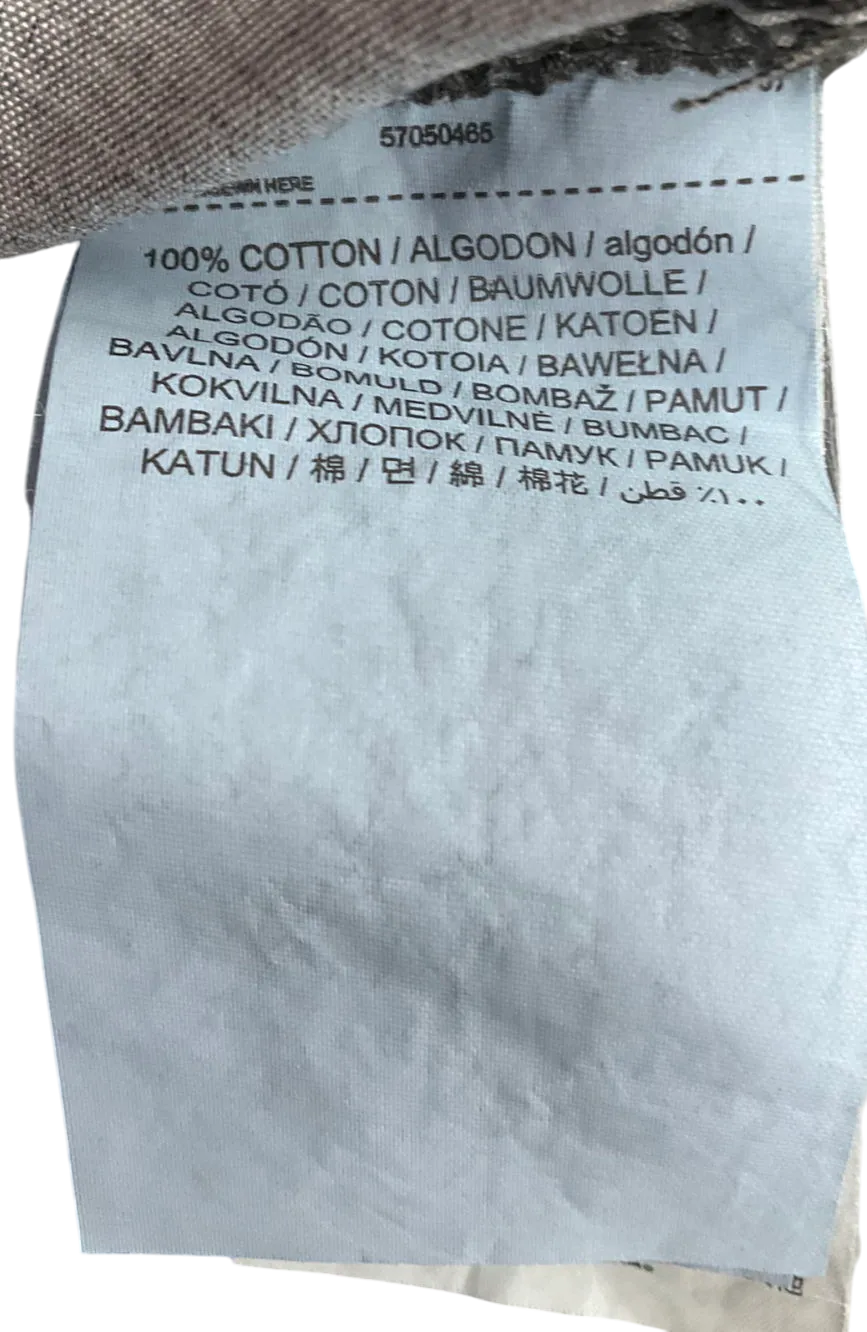 57050465
HERE
100% COTTON / ALGODON / algodón /
COTÓ / COTON / BAUMWOLLE /
ALGODÃO / COTONE / KATOEN /
ALGODÓN / KOTOIA / BAWEŁNA /
BAVLNA / BOMULD / BOMBAŽ / PAMUT /
KOKVILNA / MEDVILNĖ / BUMBAC /
BAMBAKI / ХЛОПОК / ПАМУК / PAMUK /
KATUN / 棉 / 면 / 綿 / 棉花 / ١٠٠٪ قطن